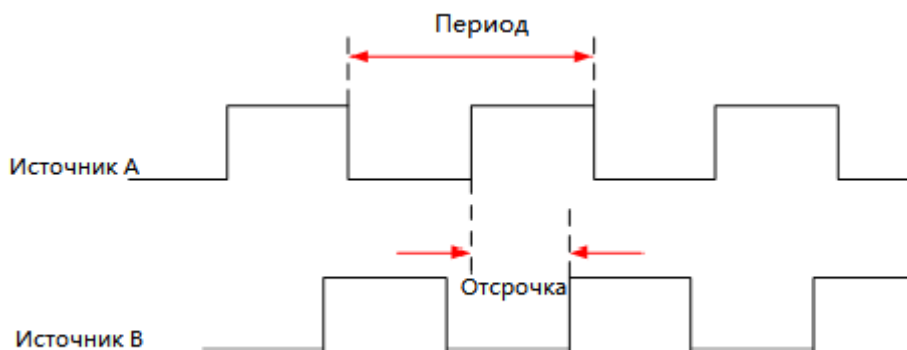 Период
Источник А
Отсрочка
Источник В